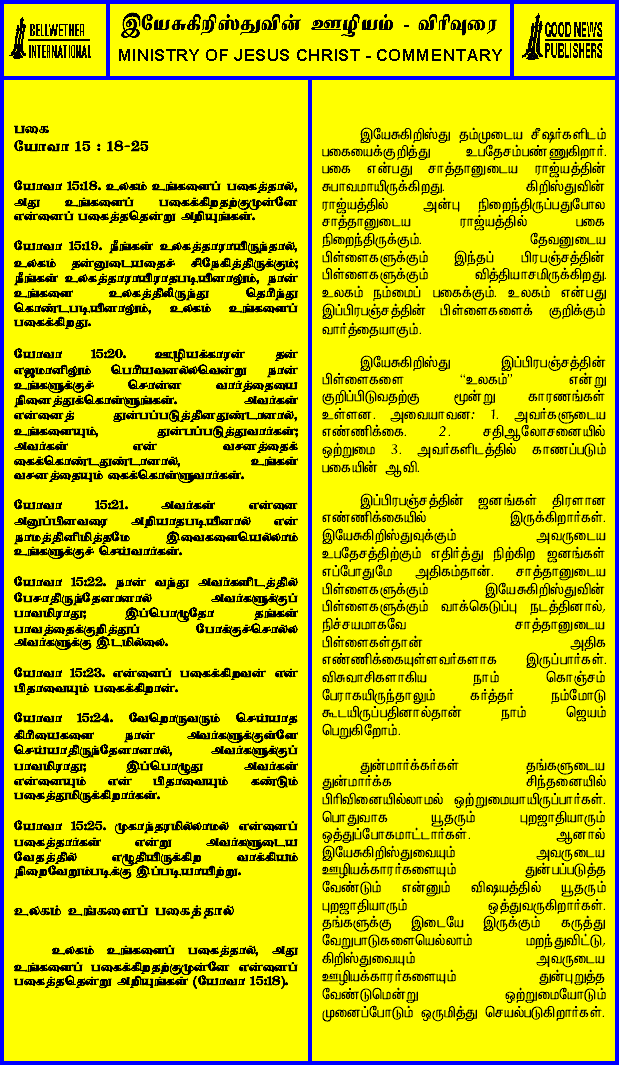 BELLWETHER
INTERNATIONAL
இயேசுகிறிஸ்துவின் ஊழியம் - விரிவுரை
MINISTRY OF JESUS CHRIST - COMMENTARY
GOOD NEWS
PUBLISHERS
பகை
யோவா 15 : 18-25
யோவா 15:18. உலகம் உங்களைப் பகைத்தால்,
அது உங்களைப் பகைக்கிறதற்குமுன்னே
என்னைப் பகைத்ததென்று அறியுங்கள்.
யோவா 15:19. நீங்கள் உலகத்தாராயிருந்தால்,
உலகம் தன்னுடையதைச் சிநேகித்திருக்கும்;
நீங்கள் உலகத்தாராயிராதபடியினாலும், நான்
உங்களை உலகத்திலிருந்து தெரிந்து
கொண்டபடியினாலும், உலகம் உங்களைப்
பகைக்கிறது.
யோவா 15:20. ஊழியக்காரன் தன்
எஜமானிலும் பெரியவனல்லவென்று நான்
உங்களுக்குச் சொன்ன வார்த்தையை
நினைத்துக்கொள்ளுங்கள். அவர்கள்
என்னைத் துன்பப்படுத்தினதுண்டானால்,
உங்களையும், துன்பப்படுத்துவார்கள்;
அவர்கள் என் வசனத்தைக்
கைக்கொண்டதுண்டானால், உங்கள்
வசனத்தையும் கைக்கொள்ளுவார்கள்.
யோவா 15:21. அவர்கள் என்னை
அனுப்பினவரை அறியாதபடியினால் என்
நாமத்தினிமித்தமே இவைகளையெல்லாம்
உங்களுக்குச் செய்வார்கள்.
யோவா 15:22. நான் வந்து அவர்களிடத்தில்
பேசாதிருந்தேனானால் அவர்களுக்குப்
பாவமிராது; இப்பொழுதோ தங்கள்
பாவத்தைக்குறித்துப் போக்குச்சொல்ல
அவர்களுக்கு இடமில்லை.
யோவா 15:23. என்னைப் பகைக்கிறவன் என்
பிதாவையும் பகைக்கிறான்.
யோவா 15:24. வேறொருவரும் செய்யாத
கிரியைகளை நான் அவர்களுக்குள்ளே
செய்யாதிருந்தேனானால், அவர்களுக்குப்
பாவமிராது; இப்பொழுது அவர்கள்
என்னையும் என் பிதாவையும் கண்டும்
பகைத்துமிருக்கிறார்கள்.
யோவா 15:25. முகாந்தரமில்லாமல் என்னைப்
பகைத்தார்கள் என்று அவர்களுடைய
வேதத்தில் எழுதியிருக்கிற வாக்கியம்
நிறைவேறும்படிக்கு இப்படியாயிற்று.
உலகம் உங்களைப் பகைத்தால்
உலகம் உங்களைப் பகைத்தால், அது
உங்களைப் பகைக்கிறதற்குமுன்னே என்னைப்
பகைத்ததென்று அறியுங்கள் (யோவா 15:18).
இயேசுகிறிஸ்து தம்முடைய சீஷர்களிடம்
பகையைக்குறித்து உபதேசம்பண்ணுகிறார்.
பகை என்பது சாத்தானுடைய ராஜ்யத்தின்
சுபாவமாயிருக்கிறது. கிறிஸ்துவின்
ராஜ்யத்தில் அன்பு நிறைந்திருப்பதுபோல
சாத்தானுடைய ராஜ்யத்தில் பகை
நிறைந்திருக்கும். தேவனுடைய
பிள்ளைகளுக்கும் இந்தப் பிரபஞ்சத்தின்
பிள்ளைகளுக்கும் வித்தியாசமிருக்கிறது.
உலகம் நம்மைப் பகைக்கும். உலகம் என்பது
இப்பிரபஞ்சத்தின் பிள்ளைகளைக் குறிக்கும்
வார்த்தையாகும்.
இயேசுகிறிஸ்து இப்பிரபஞ்சத்தின்
பிள்ளைகளை “உலகம்” என்று
குறிப்பிடுவதற்கு மூன்று காரணங்கள்
உள்ளன. அவையாவன: 1. அவர்களுடைய
எண்ணிக்கை. 2. சதிஆலோசனையில்
ஒற்றுமை 3. அவர்களிடத்தில் காணப்படும்
பகையின் ஆவி.
இப்பிரபஞ்சத்தின் ஜனங்கள் திரளான
எண்ணிக்கையில் இருக்கிறார்கள்.
இயேசுகிறிஸ்துவுக்கும் அவருடைய
உபதேசத்திற்கும் எதிர்த்து நிற்கிற ஜனங்கள்
எப்போதுமே அதிகம்தான். சாத்தானுடைய
பிள்ளைகளுக்கும் இயேசுகிறிஸ்துவின்
பிள்ளைகளுக்கும் வாக்கெடுப்பு நடத்தினால்,
நிச்சயமாகவே சாத்தானுடைய
பிள்ளைகள்தான் அதிக
எண்ணிக்கையுள்ளவர்களாக இருப்பார்கள்.
விசுவாசிகளாகிய நாம் கொஞ்சம்
பேராகயிருந்தாலும் கர்த்தர் நம்மோடு
கூடயிருப்பதினால்தான் நாம் ஜெயம்
பெறுகிறோம்.
துன்மார்க்கர்கள் தங்களுடைய
துன்மார்க்க சிந்தனையில்
பிரிவினையில்லாமல் ஒற்றுமையாயிருப்பார்கள்.
பொதுவாக யூதரும் புறஜாதியாரும்
ஒத்துப்போகமாட்டார்கள். ஆனால்
இயேசுகிறிஸ்துவையும் அவருடைய
ஊழியக்காரர்களையும் துன்பப்படுத்த
வேண்டும் என்னும் விஷயத்தில் யூதரும்
புறஜாதியாரும் ஒத்துவருகிறார்கள்.
தங்களுக்கு இடையே இருக்கும் கருத்து
வேறுபாடுகளையெல்லாம் மறந்துவிட்டு,
கிறிஸ்துவையும் அவருடைய
ஊழியக்காரர்களையும் துன்புறுத்த
வேண்டுமென்று ஒற்றுமையோடும்
முனைப்போடும் ஒருமித்து செயல்படுகிறார்கள்.